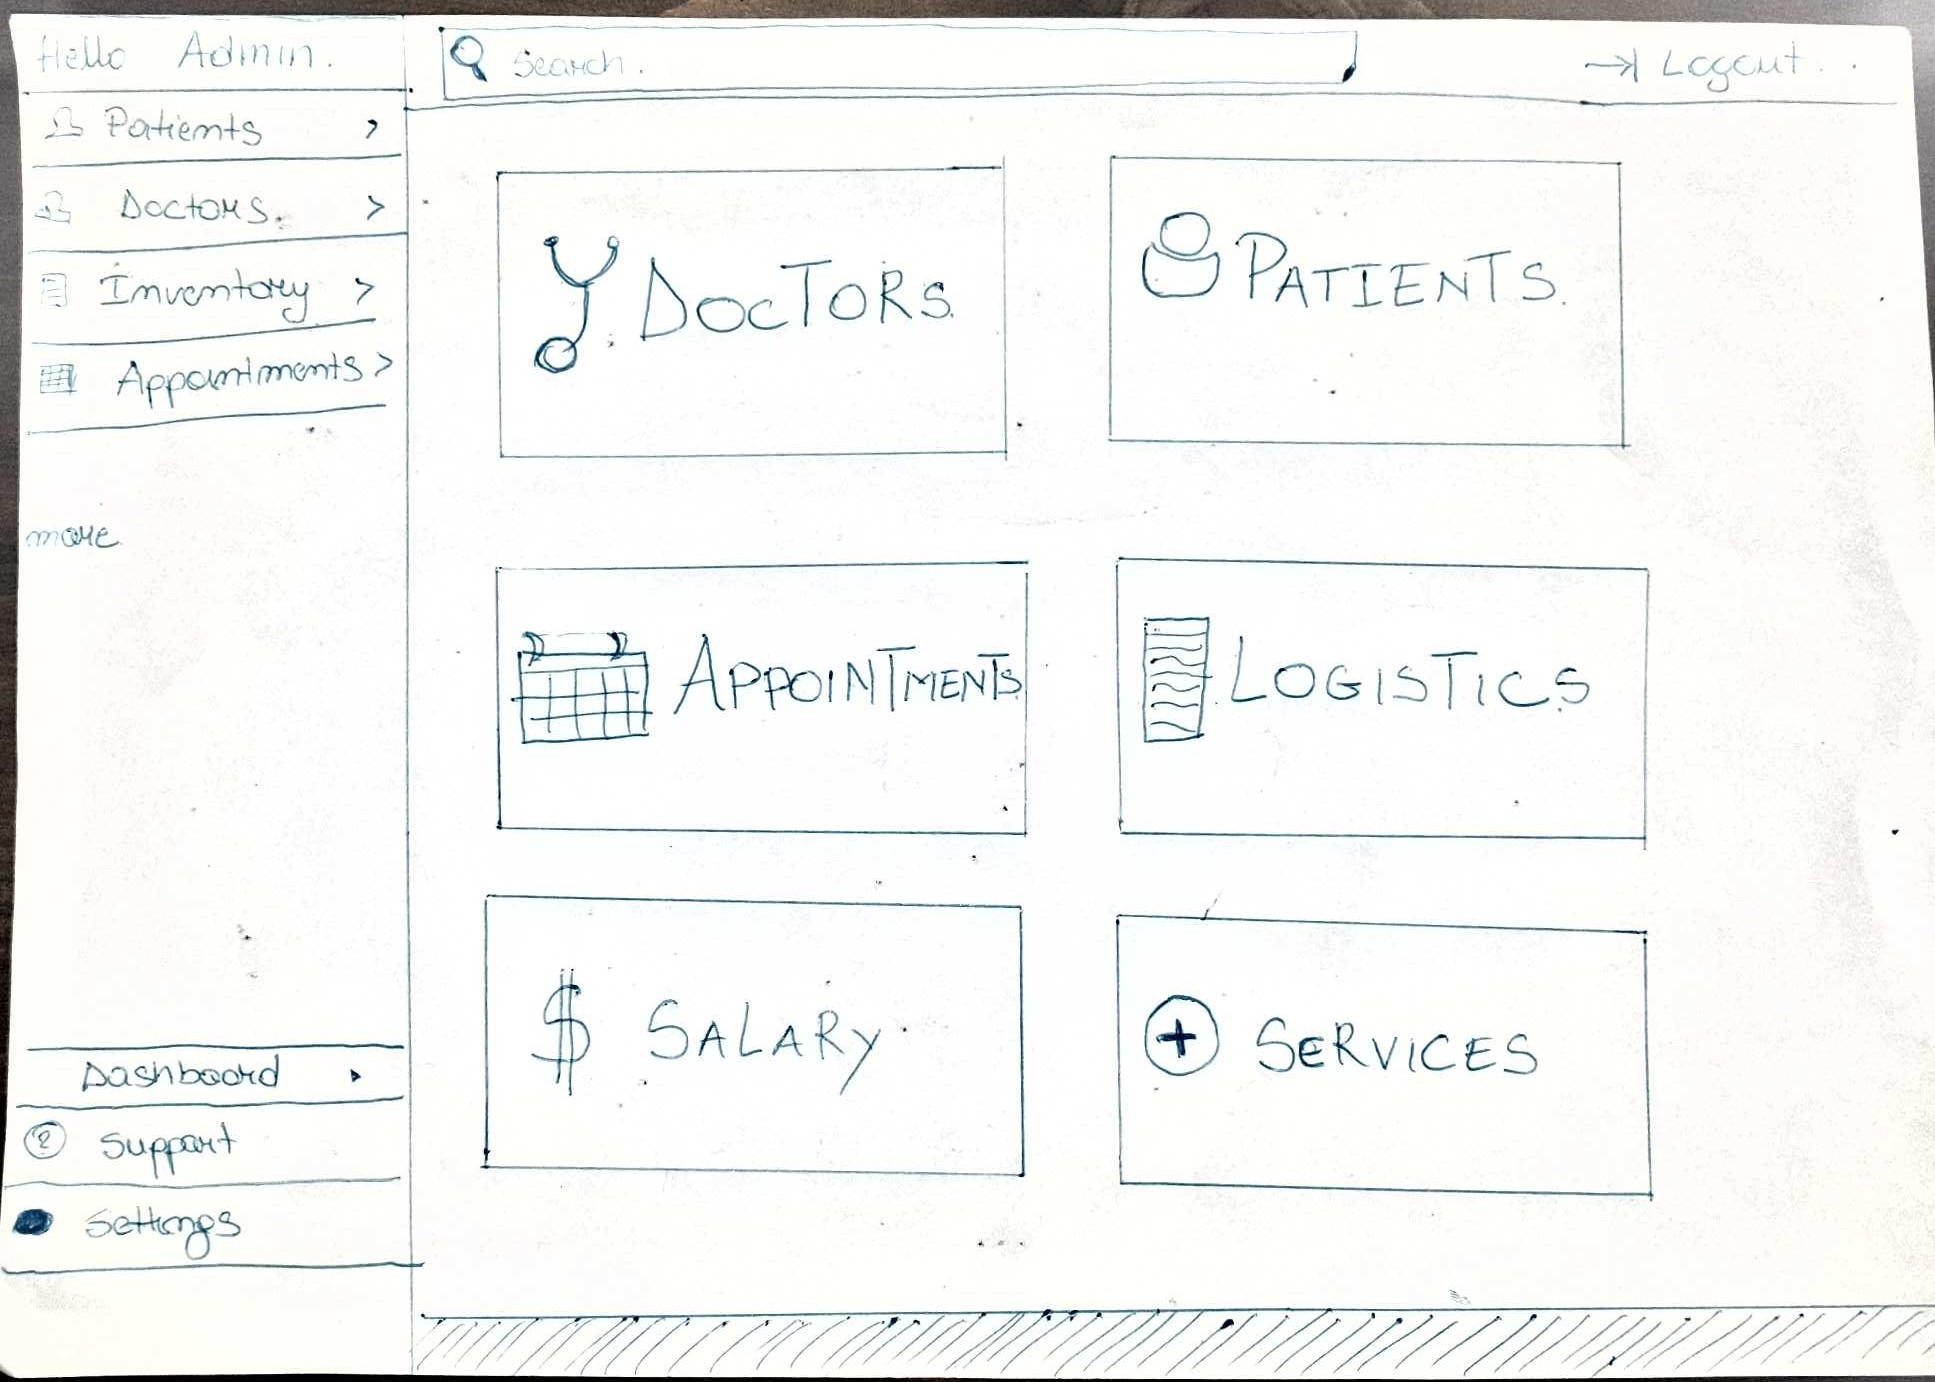 Hello Admin.
Search.
Logout..
Patients >
Doctors. >
Inventory >
Appointments >
more
Dashboard
? Support
Settings
DOCTORS.
PATIENTS.
APPOINTMENTS.
LOGISTICS
$ SALARY
+ SERVICES